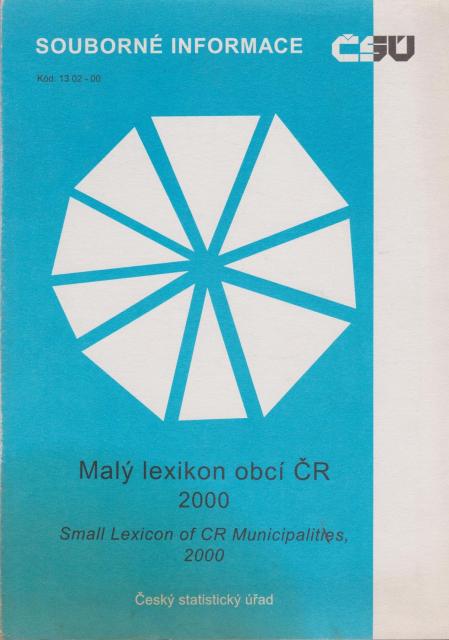 SOUBORNÉ INFORMACE
ČSÚ
Kód: 13 02 - 00
Malý lexikon obcí ČR
2000
Small Lexicon of CR Municipalities,
2000
Český statistický úřad